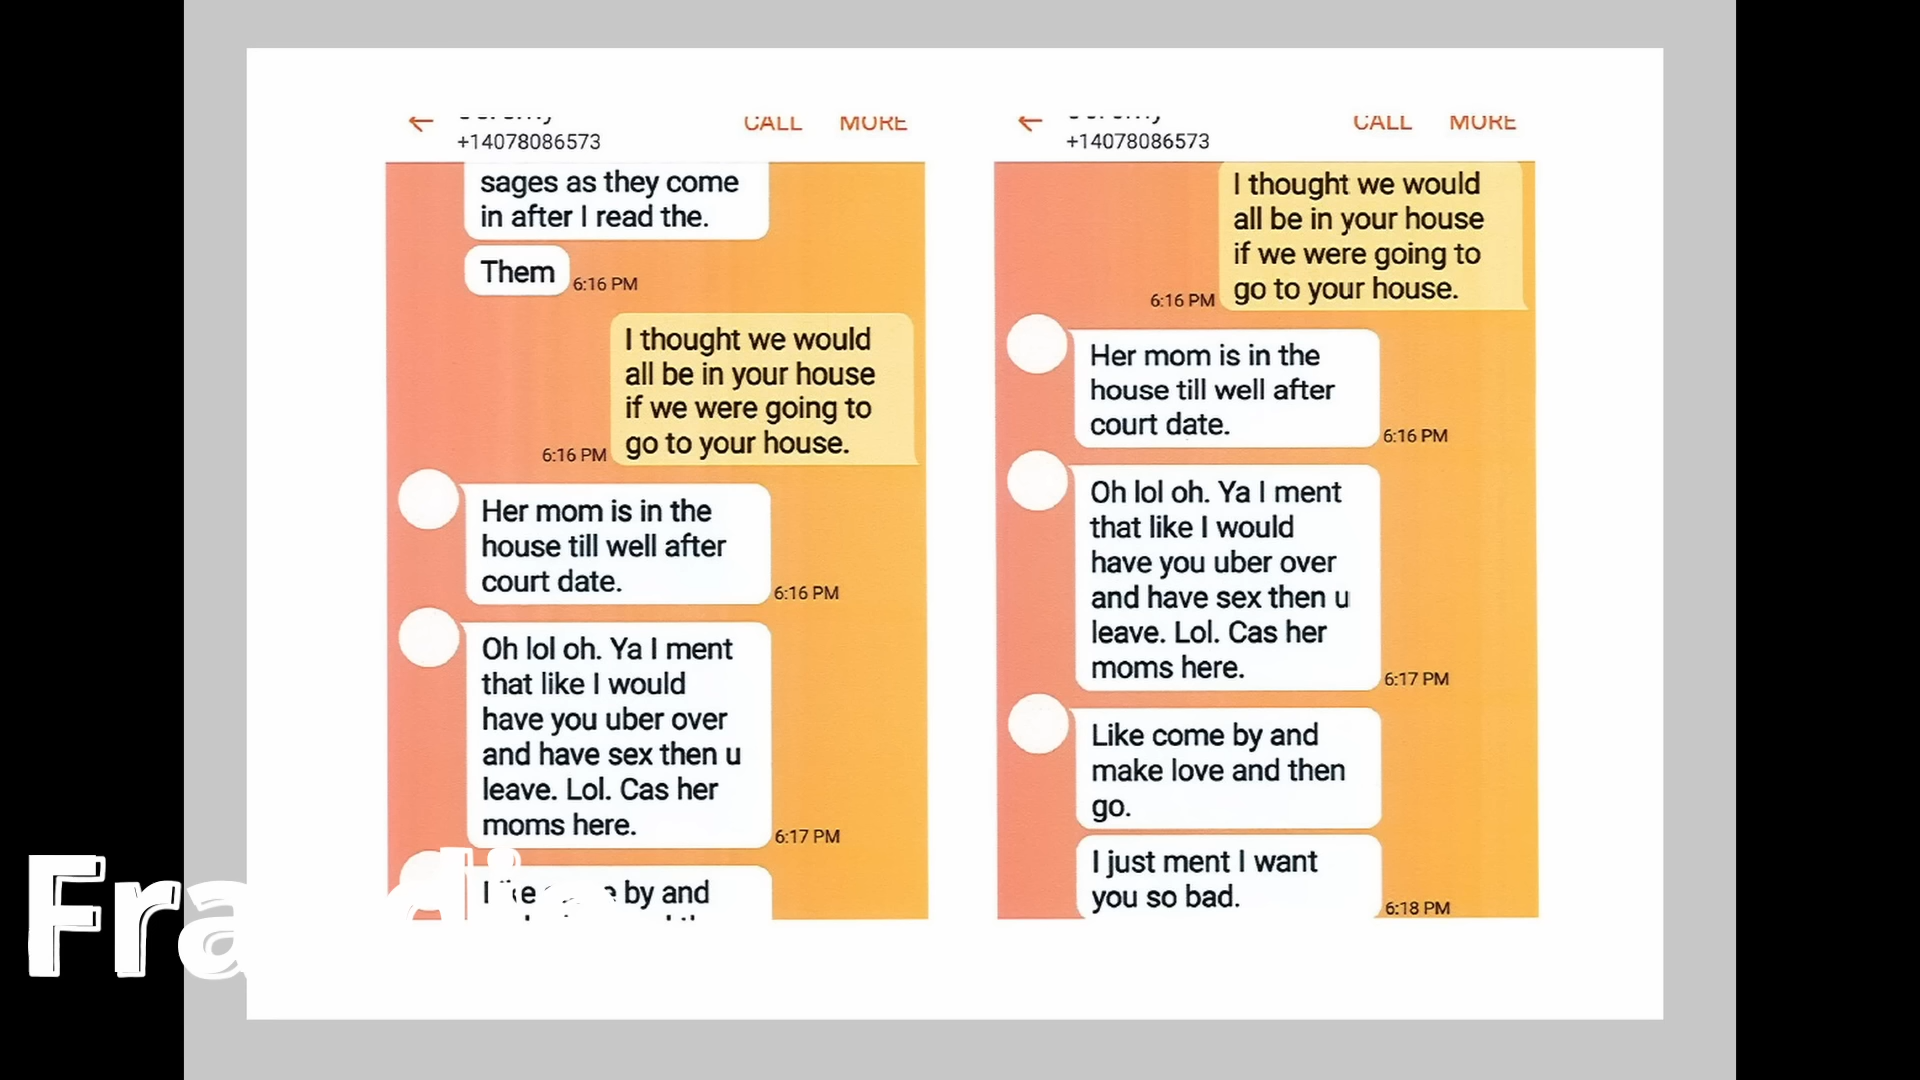 CALL MORE
+14078086573
sages as they come
in after I read the.
Them
6:16 PM
I thought we would
all be in your house
if we were going to
go to your house.
6:16 PM
Her mom is in the
house till well after
court date.
6:16 PM
Oh lol oh. Ya I ment
that like I would
have you uber over
and have sex then u
leave. Lol. Cas her
moms here.
6:17 PM
by and
CALL MORE
+14078086573
I thought we would
all be in your house
if we were going to
go to your house.
6:16 PM
Her mom is in the
house till well after
court date.
6:16 PM
Oh lol oh. Ya I ment
that like I would
have you uber over
and have sex then u
leave. Lol. Cas her
moms here.
6:17 PM
Like come by and
make love and then
go.
I just ment I want
you so bad.
6:18 PM